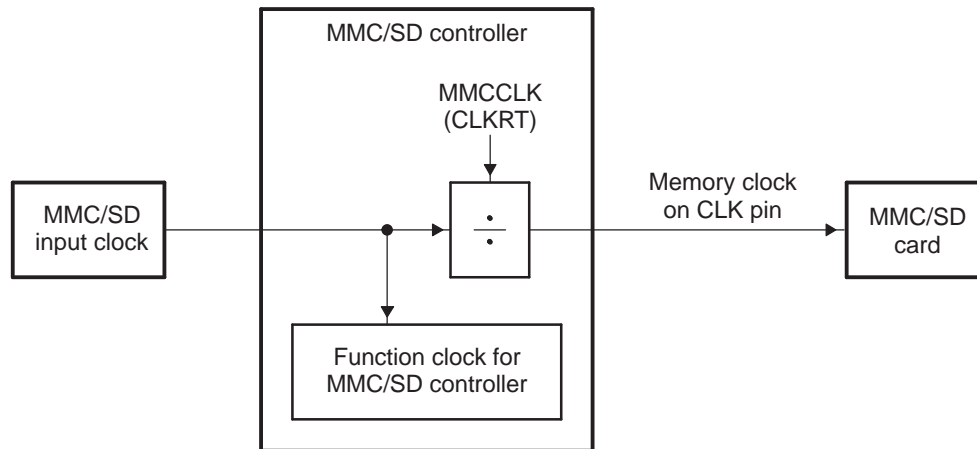 MMC/SD controller
MMCCLK
(CLKRT)
Memory clock
on CLK pin
MMC/SD
input clock
MMC/SD
card
Function clock for
MMC/SD controller